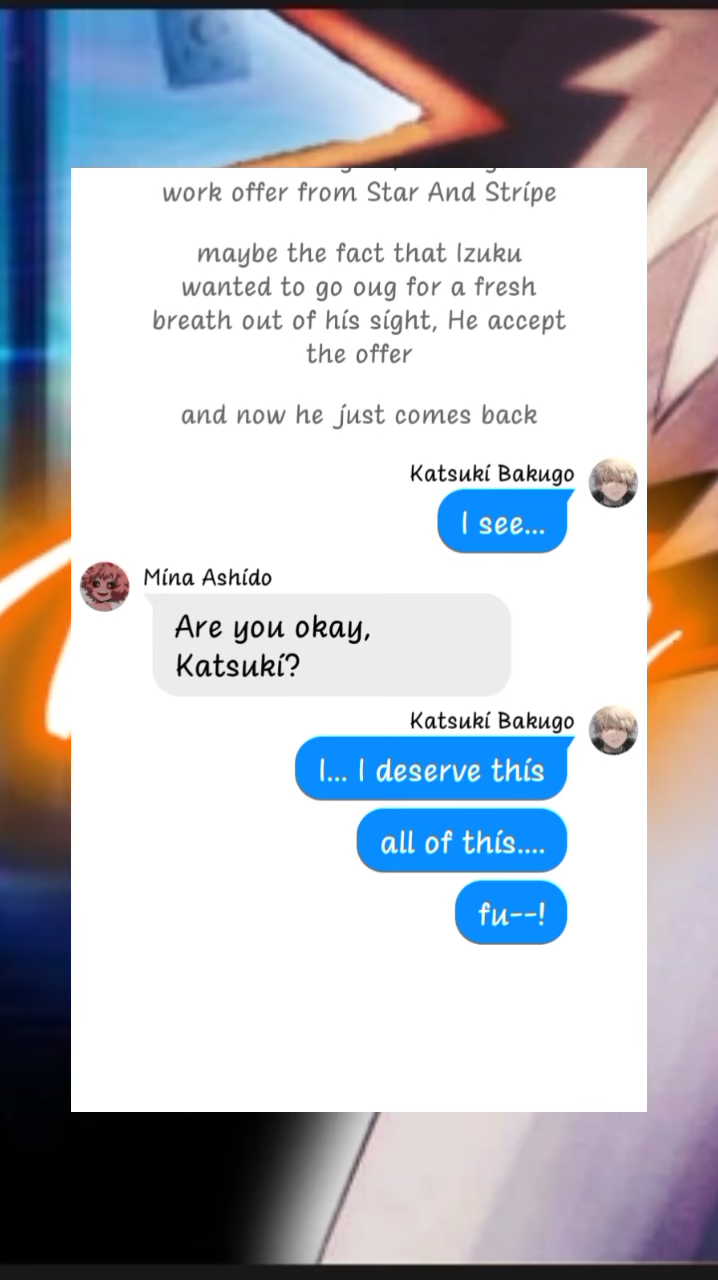 work offer from Star And Stripe
maybe the fact that Izuku
wanted to go oug for a fresh
breath out of his sight, He accept
the offer
and now he just comes back
Katsuki Bakugo
I see...
Mina Ashido
Are you okay,
Katsuki?
Katsuki Bakugo
I... I deserve this
all of this....
fu--!